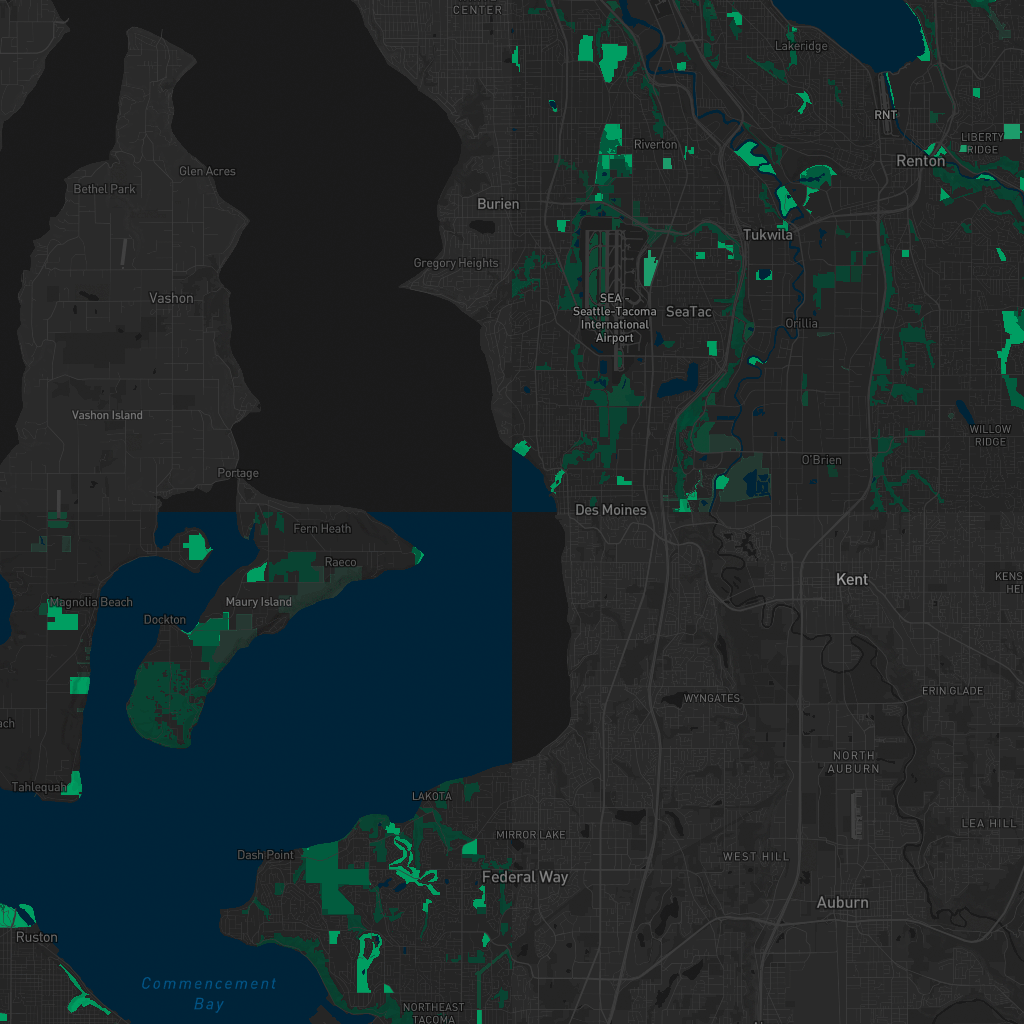 CENTER
Lakeridge
RNT
Riverton
LIBERTY
RIDGE
Renton
Glen Acres
Bethel Park
Burien
Tukwila
Gregory Heights
Vashon
SEA -
Seattle-Tacoma
International
Airport
SeaTac
Orillia
Vashon Island
WILLOW
RIDGE
O'Brien
Portage
Des Moines
Fern Heath
Raeco
Kent
KENS
HEI
Magnolia Beach
Maury Island
Dockton
ERIN GLADE
WYNGATES
ach
NORTH
AUBURN
Tahlequah
LAKOTA
LEA HILL
MIRROR LAKE
Dash Point
WEST HILL
Federal Way
Auburn
Ruston
Commencement
Bay
NORTHEAST
TACOMA